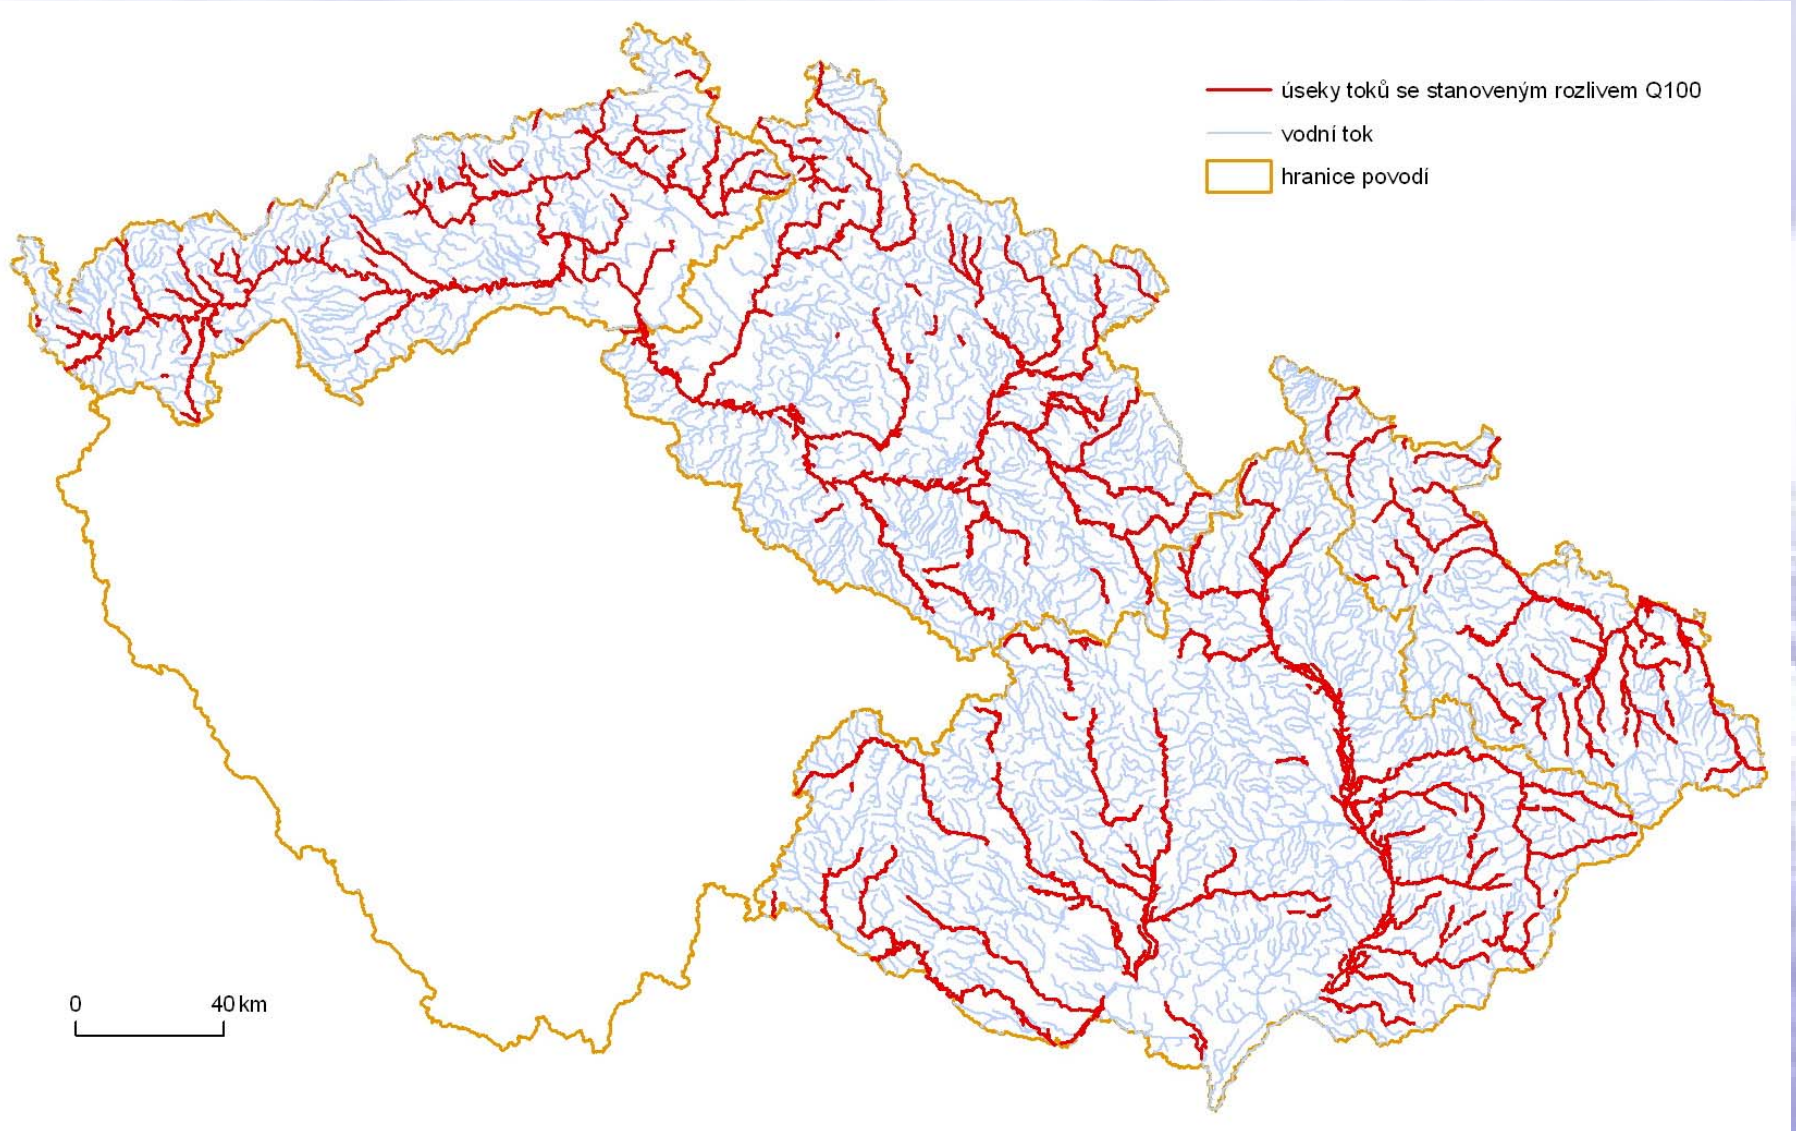 úseky toků se stanoveným rozlivem Q100
vodní tok
hranice povodí
0 40 km